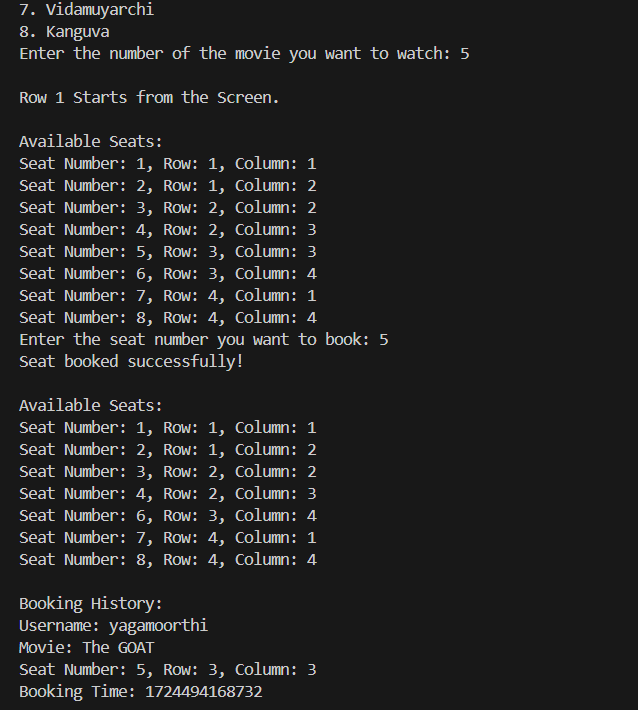 7. Vidamuyarchi
8. Kanguva
Enter the number of the movie you want to watch: 5
Row 1 Starts from the Screen.
Available Seats:
Seat Number: 1, Row: 1, Column: 1
Seat Number: 2, Row: 1, Column: 2
Seat Number: 3, Row: 2, Column: 2
Seat Number: 4, Row: 2, Column: 3
Seat Number: 5, Row: 3, Column: 3
Seat Number: 6, Row: 3, Column: 4
Seat Number: 7, Row: 4, Column: 1
Seat Number: 8, Row: 4, Column: 4
Enter the seat number you want to book: 5
Seat booked successfully!
Available Seats:
Seat Number: 1, Row: 1, Column: 1
Seat Number: 2, Row: 1, Column: 2
Seat Number: 3, Row: 2, Column: 2
Seat Number: 4, Row: 2, Column: 3
Seat Number: 6, Row: 3, Column: 4
Seat Number: 7, Row: 4, Column: 1
Seat Number: 8, Row: 4, Column: 4
Booking History:
Username: yagamoorthi
Movie: The GOAT
Seat Number: 5, Row: 3, Column: 3
Booking Time: 1724494168732